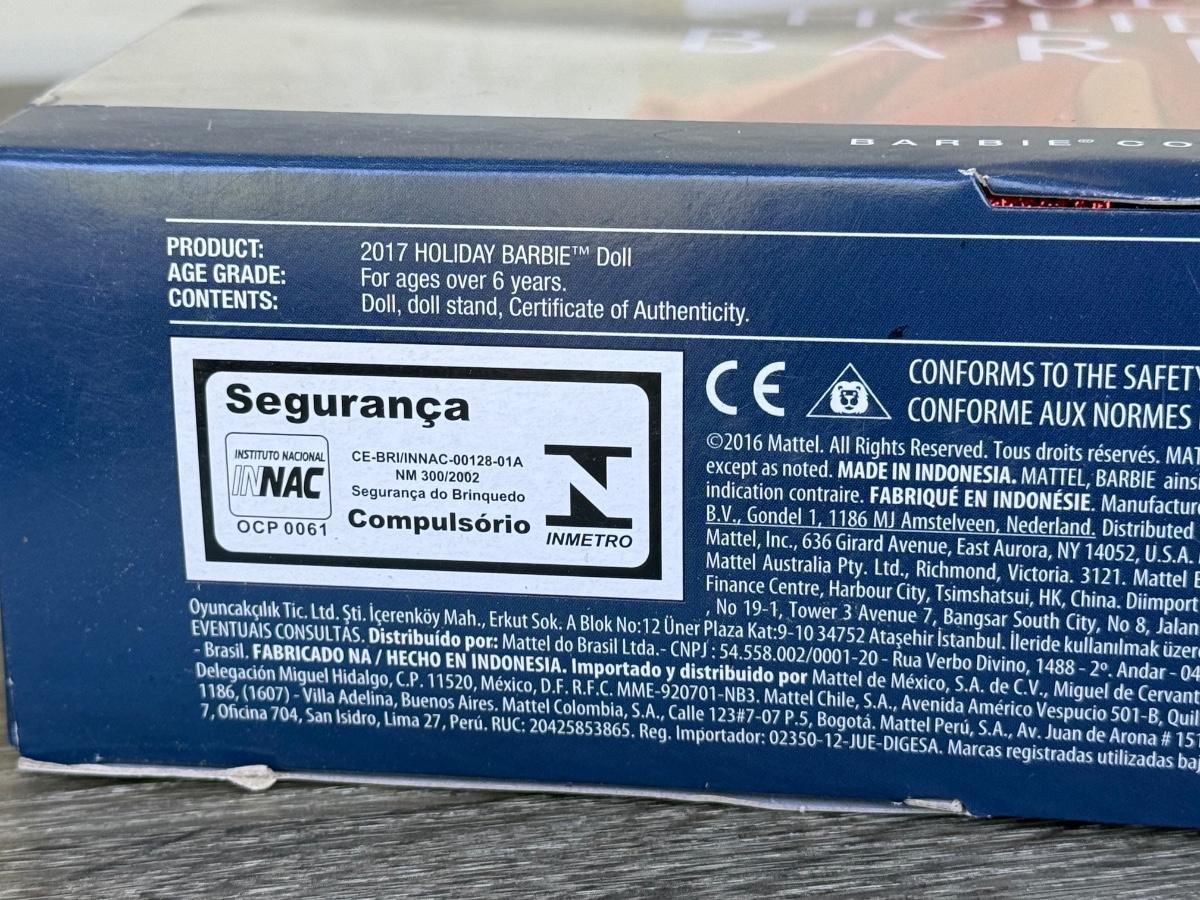 HOLI
BAR
BARBIE® CO
PRODUCT: 2017 HOLIDAY BARBIE™ Doll
AGE GRADE: For ages over 6 years.
CONTENTS: Doll, doll stand, Certificate of Authenticity.
Segurança
INSTITUTO NACIONAL
INNAC
OCP 0061
CE-BRI/INNAC-00128-01A
NM 300/2002
Segurança do Brinquedo
Compulsório
INMETRO
CE
CONFORMS TO THE SAFETY
CONFORME AUX NORMES
©2016 Mattel. All Rights Reserved. Tous droits réservés. MAT
except as noted. MADE IN INDONESIA. MATTEL, BARBIE ainsi
indication contraire. FABRIQUÉ EN INDONÉSIE. Manufactur
B.V., Gondel 1, 1186 MJ Amstelveen, Nederland. Distributed
Mattel, Inc., 636 Girard Avenue, East Aurora, NY 14052, U.S.A.
Mattel Australia Pty. Ltd., Richmond, Victoria. 3121. Mattel E
Finance Centre, Harbour City, Tsimshatsui, HK, China. Diimport
, No 19-1, Tower 3 Avenue 7, Bangsar South City, No 8, Jalan
Oyuncakçılık Tic. Ltd. Şti. İçerenköy Mah., Erkut Sok. A Blok No:12 Üner Plaza Kat:9-10 34752 Ataşehir İstanbul. İleride kullanılmak üzer
EVENTUAIS CONSULTAS. Distribuído por: Mattel do Brasil Ltda.- CNPJ : 54.558.002/0001-20 - Rua Verbo Divino, 1488 - 2º. Andar - 04
- Brasil. FABRICADO NA / HECHO EN INDONESIA. Importado y distribuido por Mattel de México, S.A. de C.V., Miguel de Cervant
Delegación Miguel Hidalgo, C.P. 11520, México, D.F. R.F.C. MME-920701-NB3. Mattel Chile, S.A., Avenida Américo Vespucio 501-B, Quil
1186, (1607) - Villa Adelina, Buenos Aires. Mattel Colombia, S.A., Calle 123#7-07 P.5, Bogotá. Mattel Perú, S.A., Av. Juan de Arona # 151
7, Oficina 704, San Isidro, Lima 27, Perú. RUC: 20425853865. Reg. Importador: 02350-12-JUE-DIGESA. Marcas registradas utilizadas baj